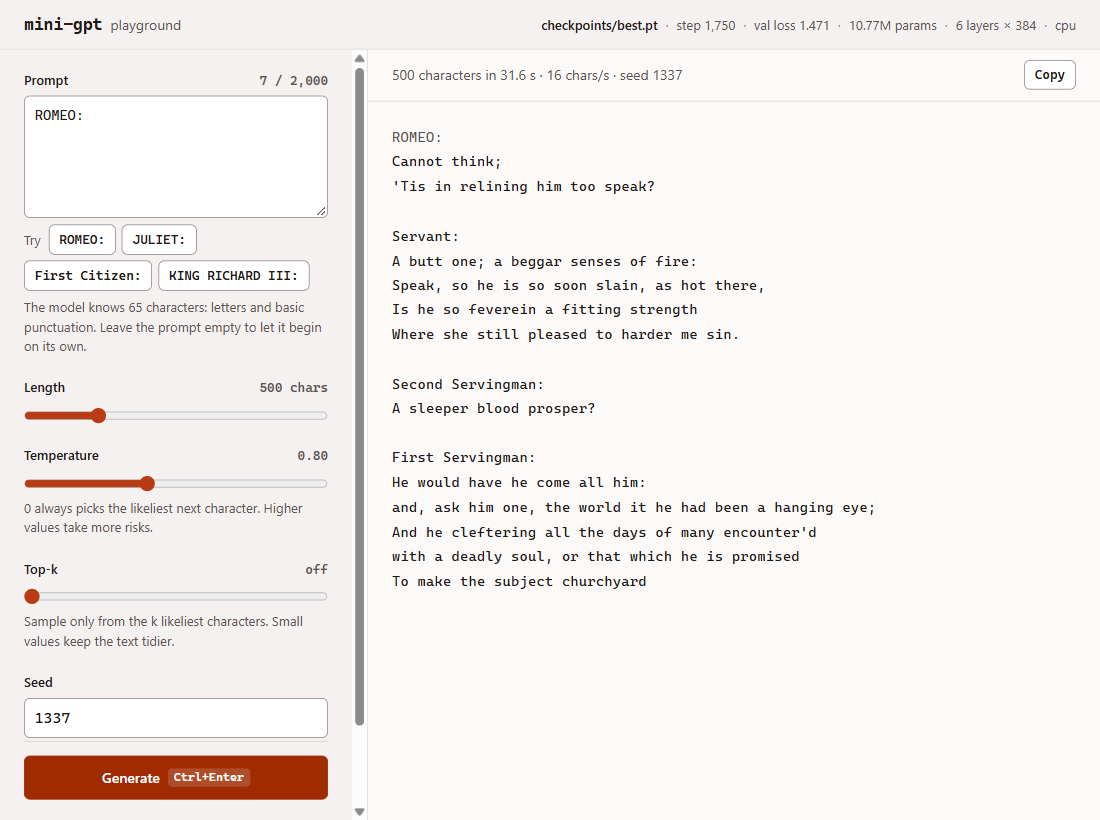 mini-gpt playground
checkpoints/best.pt · step 1,750 · val loss 1.471 · 10.77M params · 6 layers × 384 · cpu
Prompt 7 / 2,000
ROMEO:
Try ROMEO: JULIET:
First Citizen: KING RICHARD III:
The model knows 65 characters: letters and basic
punctuation. Leave the prompt empty to let it begin
on its own.
Length 500 chars
Temperature 0.80
0 always picks the likeliest next character. Higher
values take more risks.
Top-k off
Sample only from the k likeliest characters. Small
values keep the text tidier.
Seed
1337
Generate Ctrl+Enter
500 characters in 31.6 s · 16 chars/s · seed 1337
Copy
ROMEO:
Cannot think;
'Tis in relining him too speak?
Servant:
A butt one; a beggar senses of fire:
Speak, so he is so soon slain, as hot there,
Is he so feverein a fitting strength
Where she still pleased to harder me sin.
Second Servingman:
A sleeper blood prosper?
First Servingman:
He would have he come all him:
and, ask him one, the world it he had been a hanging eye;
And he cleftering all the days of many encounter'd
with a deadly soul, or that which he is promised
To make the subject churchyard